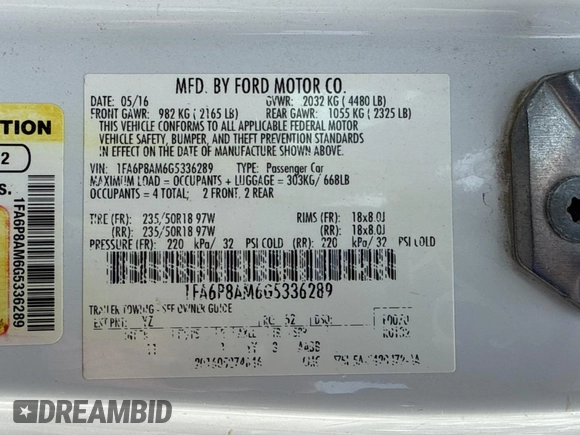 MFD. BY FORD MOTOR CO.
DATE: 05/16 GVWR: 2032 KG ( 4480 LB)
FRONT GAWR: 982 KG ( 2165 LB) REAR GAWR: 1055 KG ( 2325 LB)
THIS VEHICLE CONFORMS TO ALL APPLICABLE FEDERAL MOTOR
VEHICLE SAFETY, BUMPER, AND THEFT PREVENTION STANDARDS
IN EFFECT ON THE DATE OF MANUFACTURE SHOWN ABOVE.
VIN: 1FA6P8AM6G5336289 TYPE: Passenger Car
MAXIMUM LOAD = OCCUPANTS + LUGGAGE = 303KG/ 668LB
OCCUPANTS = 4 TOTAL; 2 FRONT, 2 REAR
TIRE (FR): 235/50R18 97W RIMS (FR): 18x8.0J
(RR): 235/50R18 97W (RR): 18x8.0J
PRESSURE (FR): 220 kPa/ 32 PSI COLD (RR): 220 kPa/ 32 PSI COLD
1FA6P8AM6G5336289
TRAILER TOWING - SEE OWNER GUIDE
EXT PNT: YZ
TION
2
s.
1FA6P8AM6G5336289
DREAMBID